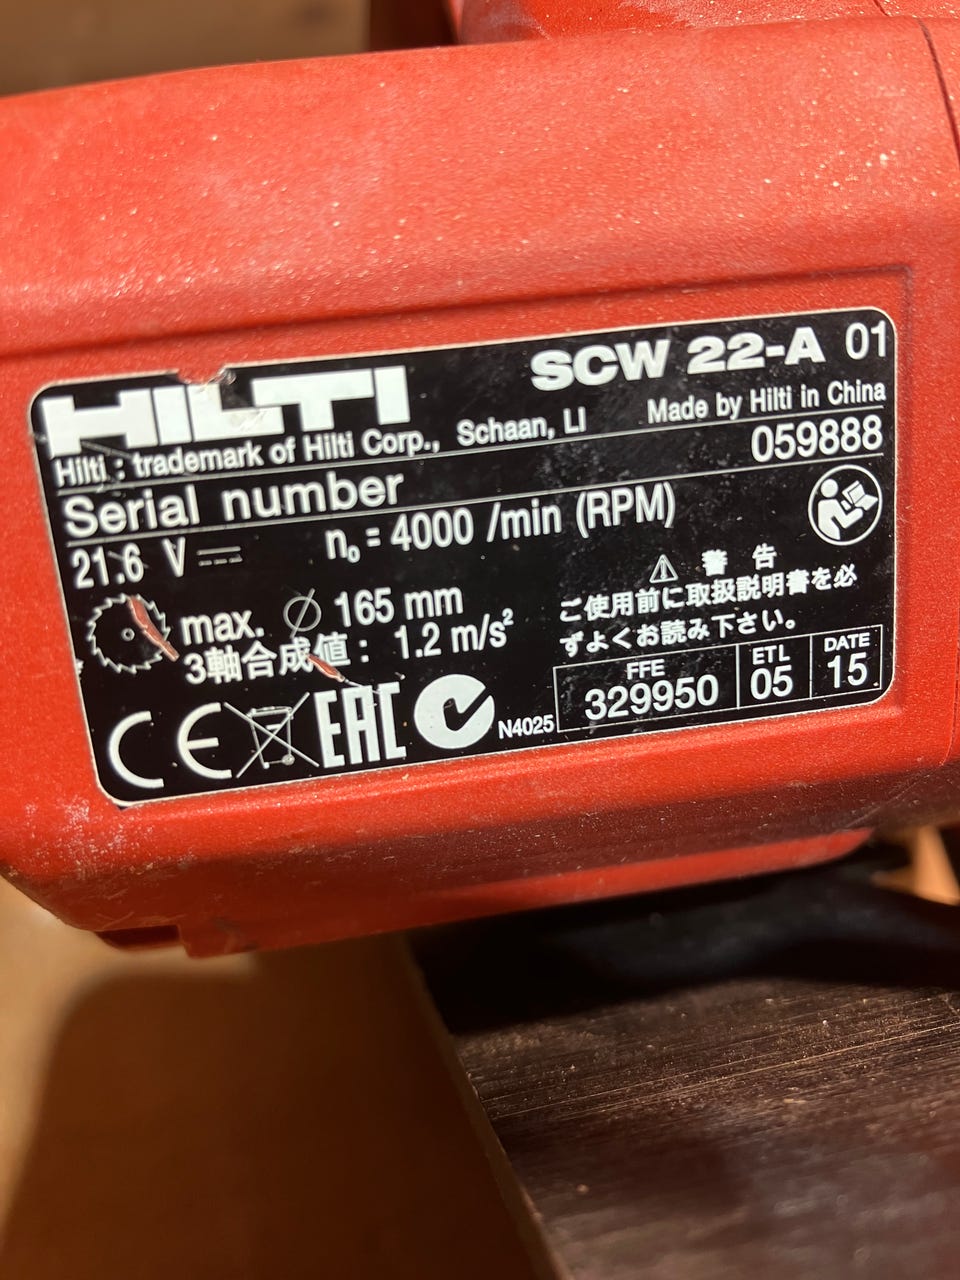 HILTI SCW 22-A 01
Hilti : trademark of Hilti Corp., Schaan, LI Made by Hilti in China
Serial number 059888
21.6 V n₀ = 4000 /min (RPM)
max. ∅ 165 mm
3軸合成値： 1.2 m/s²
⚠ 警 告
ご使用前に取扱説明書を必
ずよくお読み下さい。
CE EAC N4025
FFE
329950
ETL
05
DATE
15